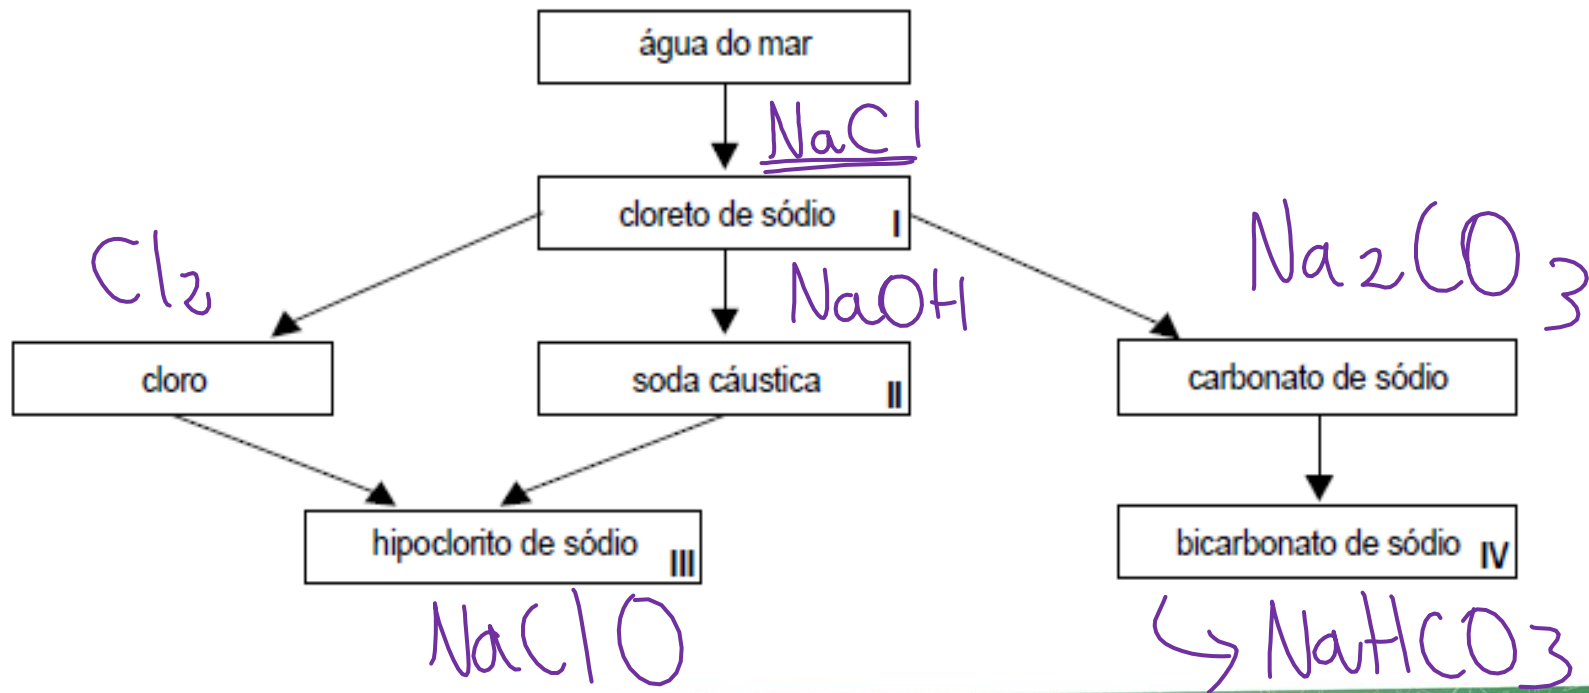 água do mar
NaCl
cloreto de sódio I
Cl₂
NaOH
Na₂CO₃
cloro
soda cáustica II
carbonato de sódio
hipoclorito de sódio III
bicarbonato de sódio IV
NaClO
NaHCO₃